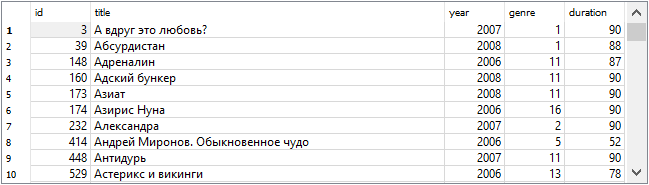 id title year genre duration
1 3 А вдруг это любовь? 2007 1 90
2 39 Абсурдистан 2008 1 88
3 148 Адреналин 2006 11 87
4 160 Адский бункер 2008 11 90
5 173 Азиат 2008 11 90
6 174 Азирис Нуна 2006 16 90
7 232 Александра 2007 2 90
8 414 Андрей Миронов. Обыкновенное чудо 2006 5 52
9 448 Антидурь 2007 11 90
10 529 Астерикс и викинги 2006 13 78